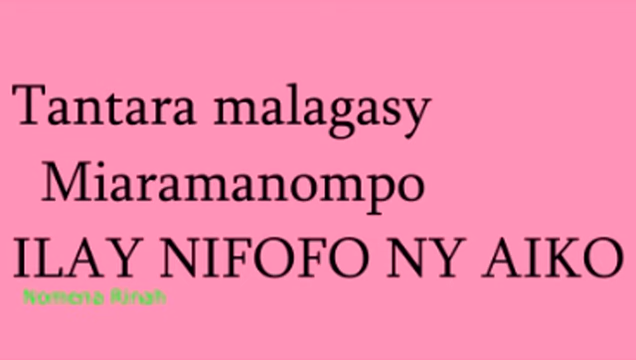 Tantara malagasy
Miaramanompo
ILAY NIFOFO NY AIKO
Nomena Rinah